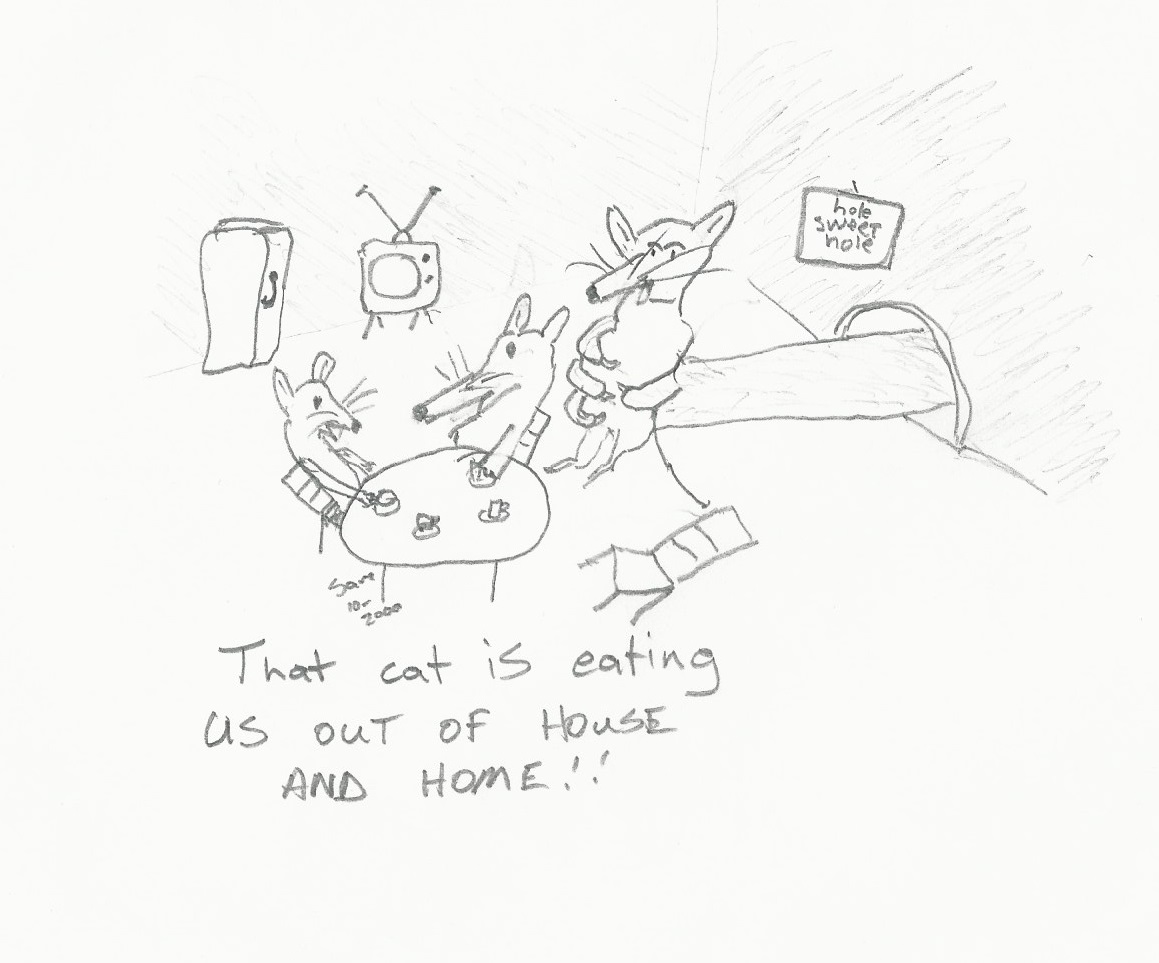 hole
sweet
hole
Sam
10-
2000
That cat is eating
US OUT OF HOUSE
AND HOME!!